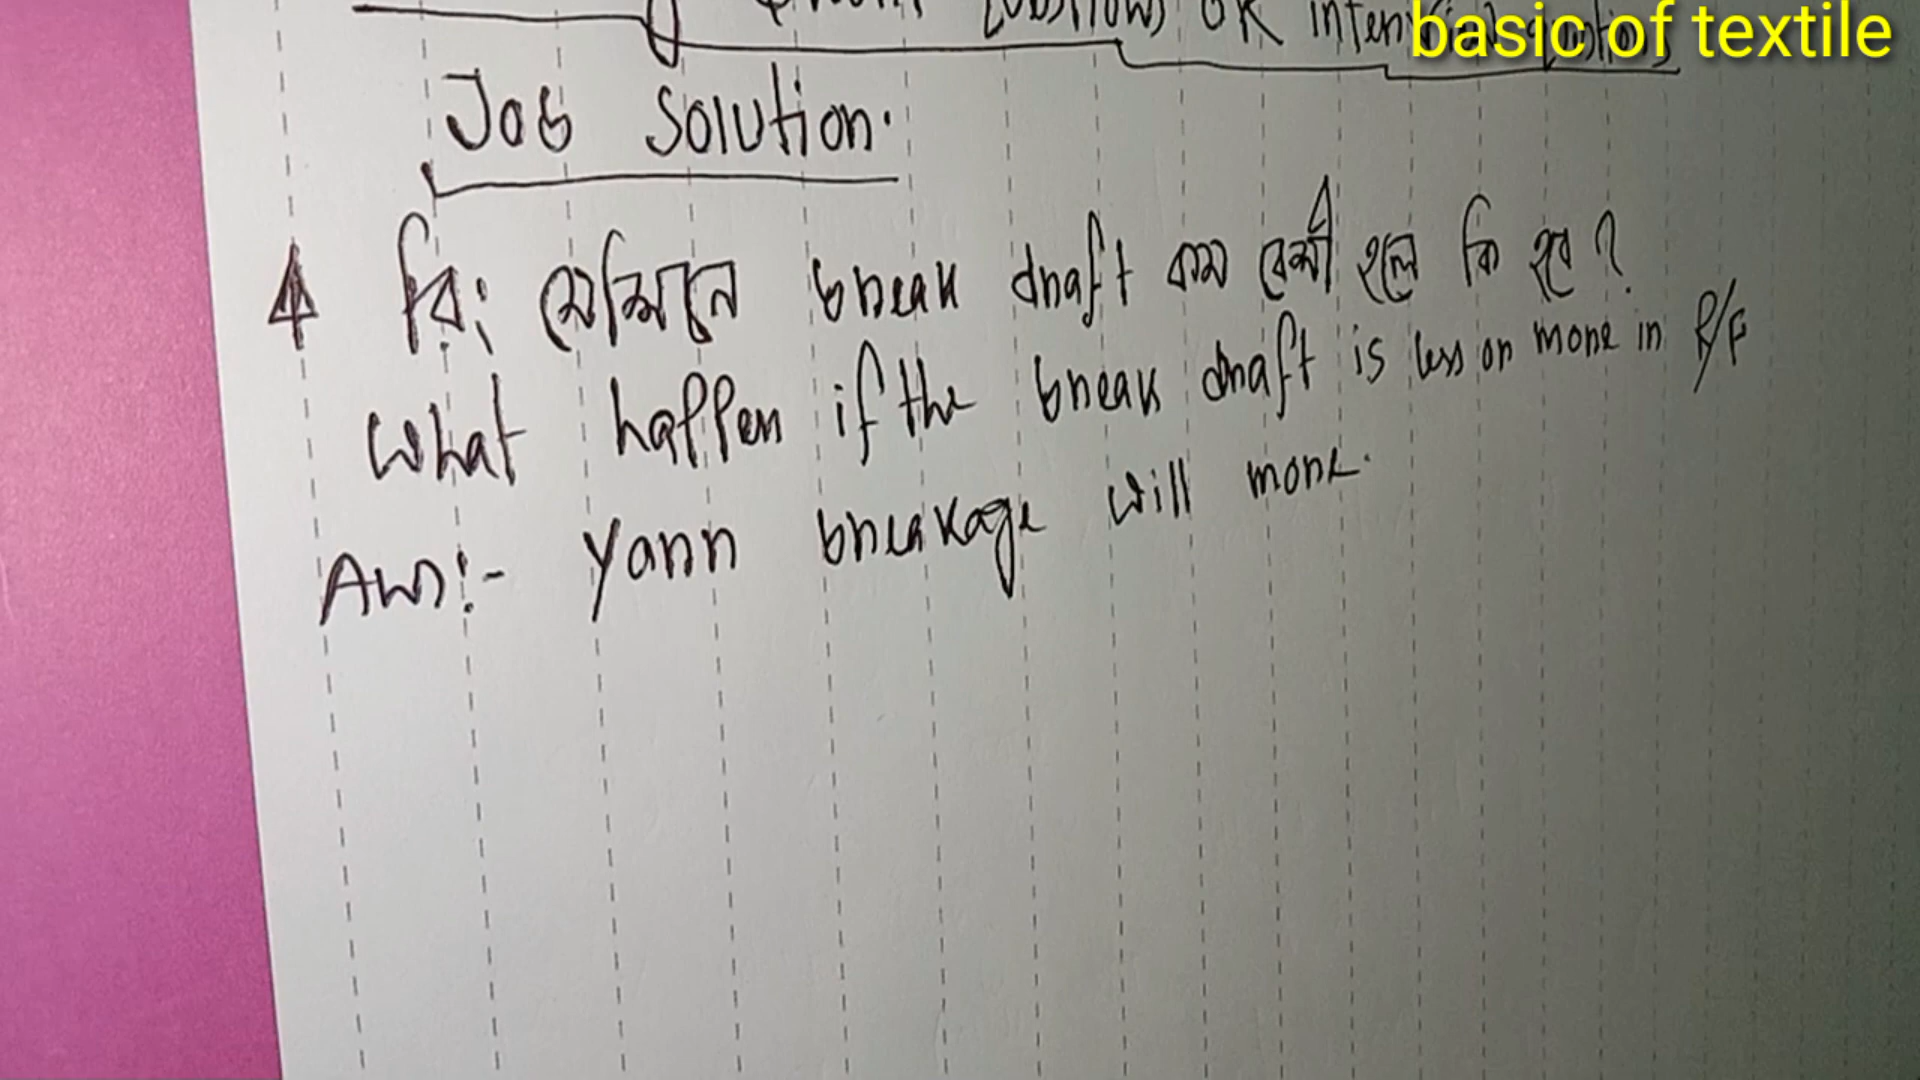 OR
basic of textile
Job Solution.
রিং মেশিনে break draft কম বেশী হলে কি হবে?
What happen if the break draft is less or more in R/F
Ans:- Yarn breakage will more.